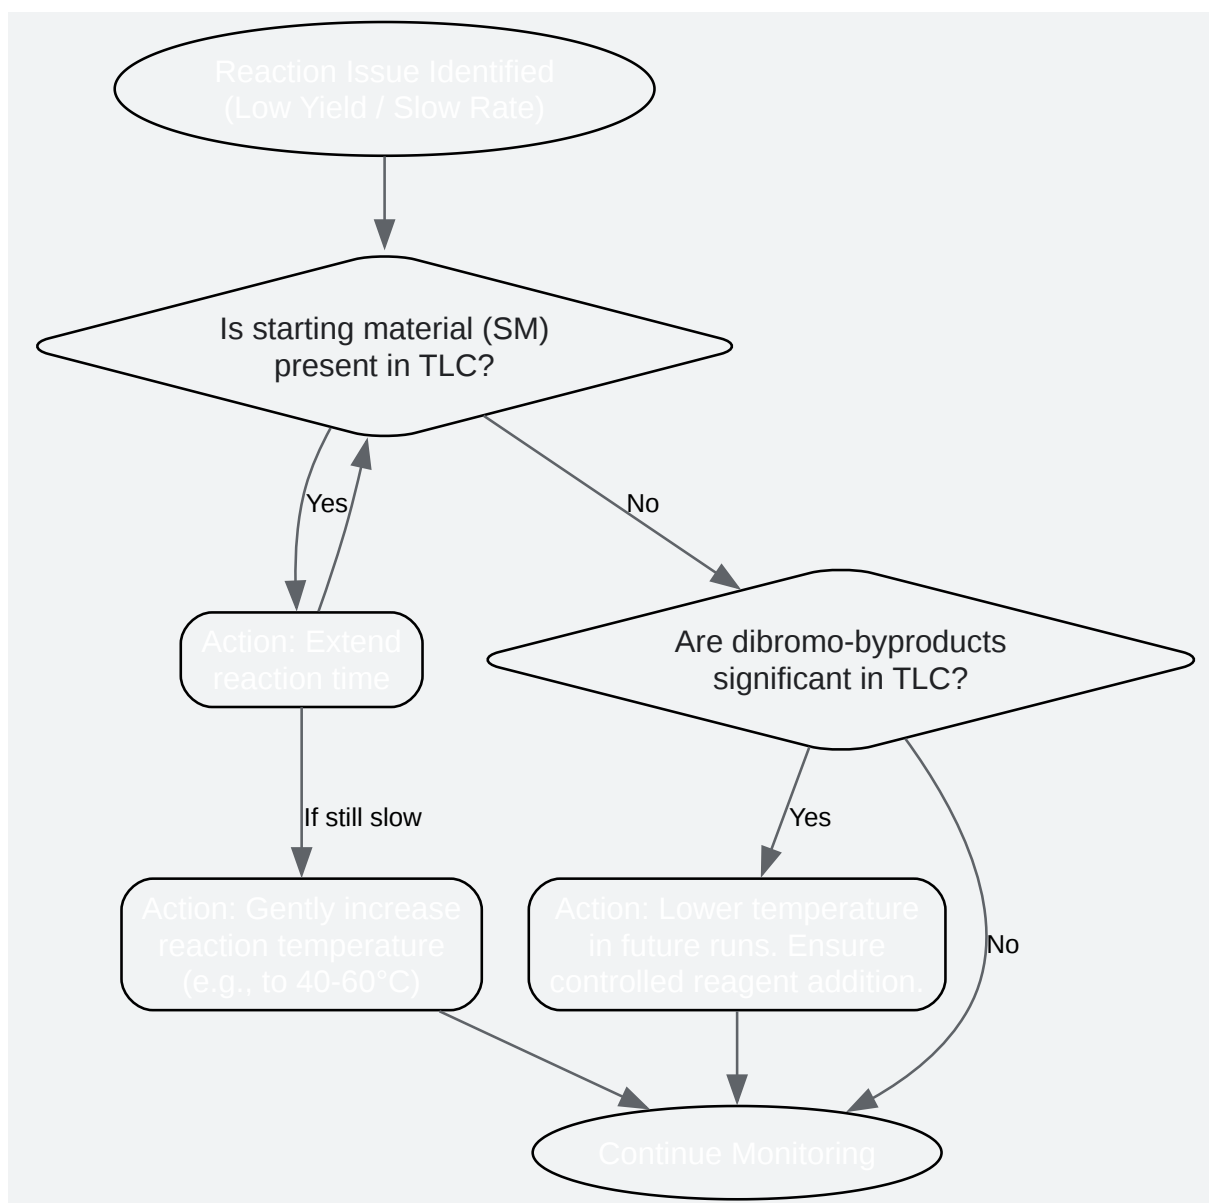 Reaction Issue Identified
(Low Yield / Slow Rate)
Is starting material (SM)
present in TLC?
Yes
No
Action: Extend
reaction time
Are dibromo-byproducts
significant in TLC?
If still slow
Yes
Action: Gently increase
reaction temperature
(e.g., to 40-60°C)
Action: Lower temperature
in future runs. Ensure
controlled reagent addition.
No
Continue Monitoring